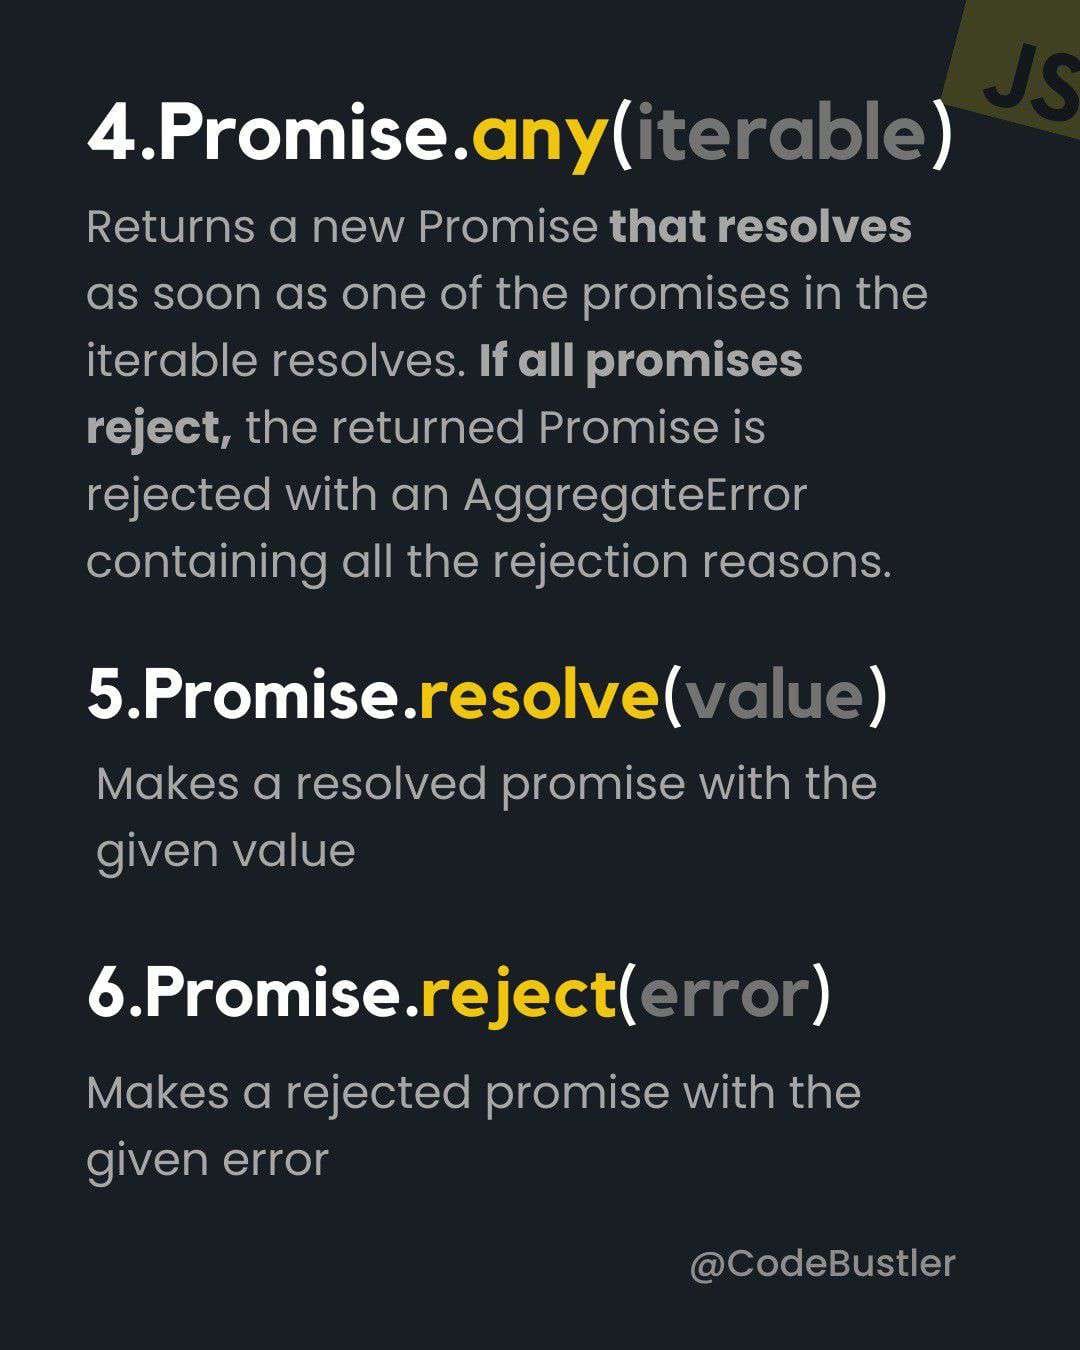 JS
4.Promise.any(iterable)
Returns a new Promise that resolves
as soon as one of the promises in the
iterable resolves. If all promises
reject, the returned Promise is
rejected with an AggregateError
containing all the rejection reasons.
5.Promise.resolve(value)
Makes a resolved promise with the
given value
6.Promise.reject(error)
Makes a rejected promise with the
given error
@CodeBustler